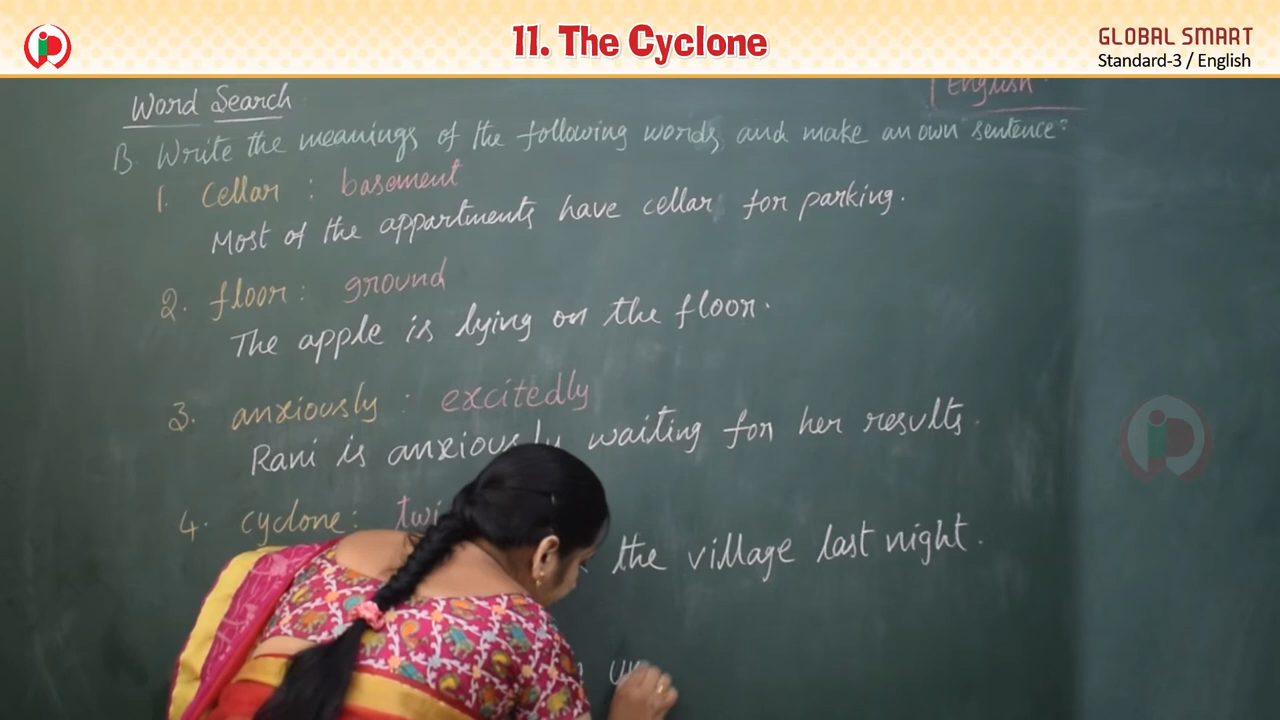 11. The Cyclone
GLOBAL SMART
Standard-3 / English
English
Word Search
B. Write the meanings of the following words, and make an own sentence:
1. Cellar : basement
Most of the appartments have cellar for parking.
2. floor : ground
The apple is lying on the floor.
3. anxiously : excitedly
Rani is anxiously waiting for her results.
4. cyclone :
the village last night.